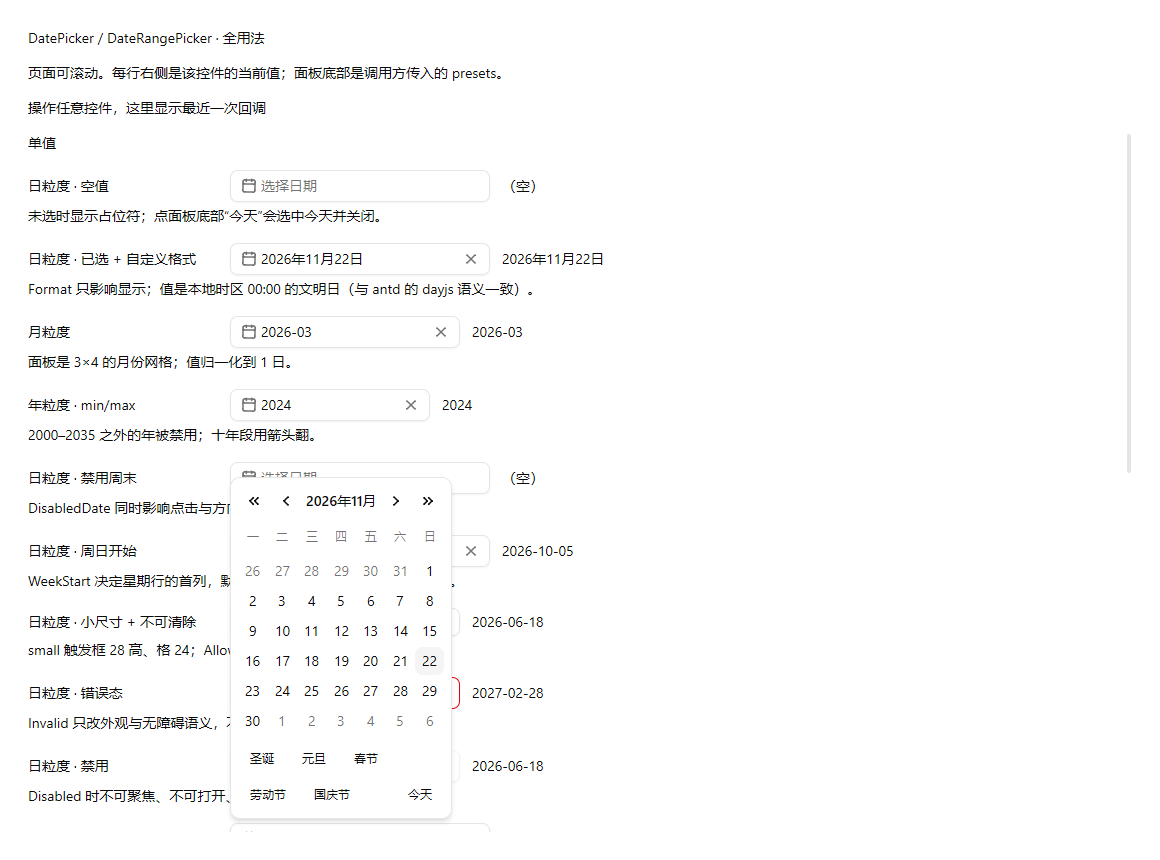 DatePicker / DateRangePicker · 全用法
页面可滚动。每行右侧是该控件的当前值；面板底部是调用方传入的 presets。
操作任意控件，这里显示最近一次回调
单值
日粒度 · 空值 选择日期 （空）
未选时显示占位符；点面板底部“今天”会选中今天并关闭。
日粒度 · 已选 + 自定义格式 2026年11月22日 2026年11月22日
Format 只影响显示；值是本地时区 00:00 的文明日（与 antd 的 dayjs 语义一致）。
月粒度 2026-03 2026-03
面板是 3×4 的月份网格；值归一化到 1 日。
年粒度 · min/max 2024 2024
2000–2035 之外的年被禁用；十年段用箭头翻。
日粒度 · 禁用周末 选择日期 （空）
DisabledDate 同时影响点击与方
日粒度 · 周日开始 2026-10-05
WeekStart 决定星期行的首列，
日粒度 · 小尺寸 + 不可清除 2026-06-18
small 触发框 28 高、格 24；Allow
日粒度 · 错误态 2027-02-28
Invalid 只改外观与无障碍语义，
日粒度 · 禁用 2026-06-18
Disabled 时不可聚焦、不可打开、
2026年11月
一 二 三 四 五 六 日
26 27 28 29 30 31 1
2 3 4 5 6 7 8
9 10 11 12 13 14 15
16 17 18 19 20 21 22
23 24 25 26 27 28 29
30 1 2 3 4 5 6
圣诞 元旦 春节
劳动节 国庆节 今天